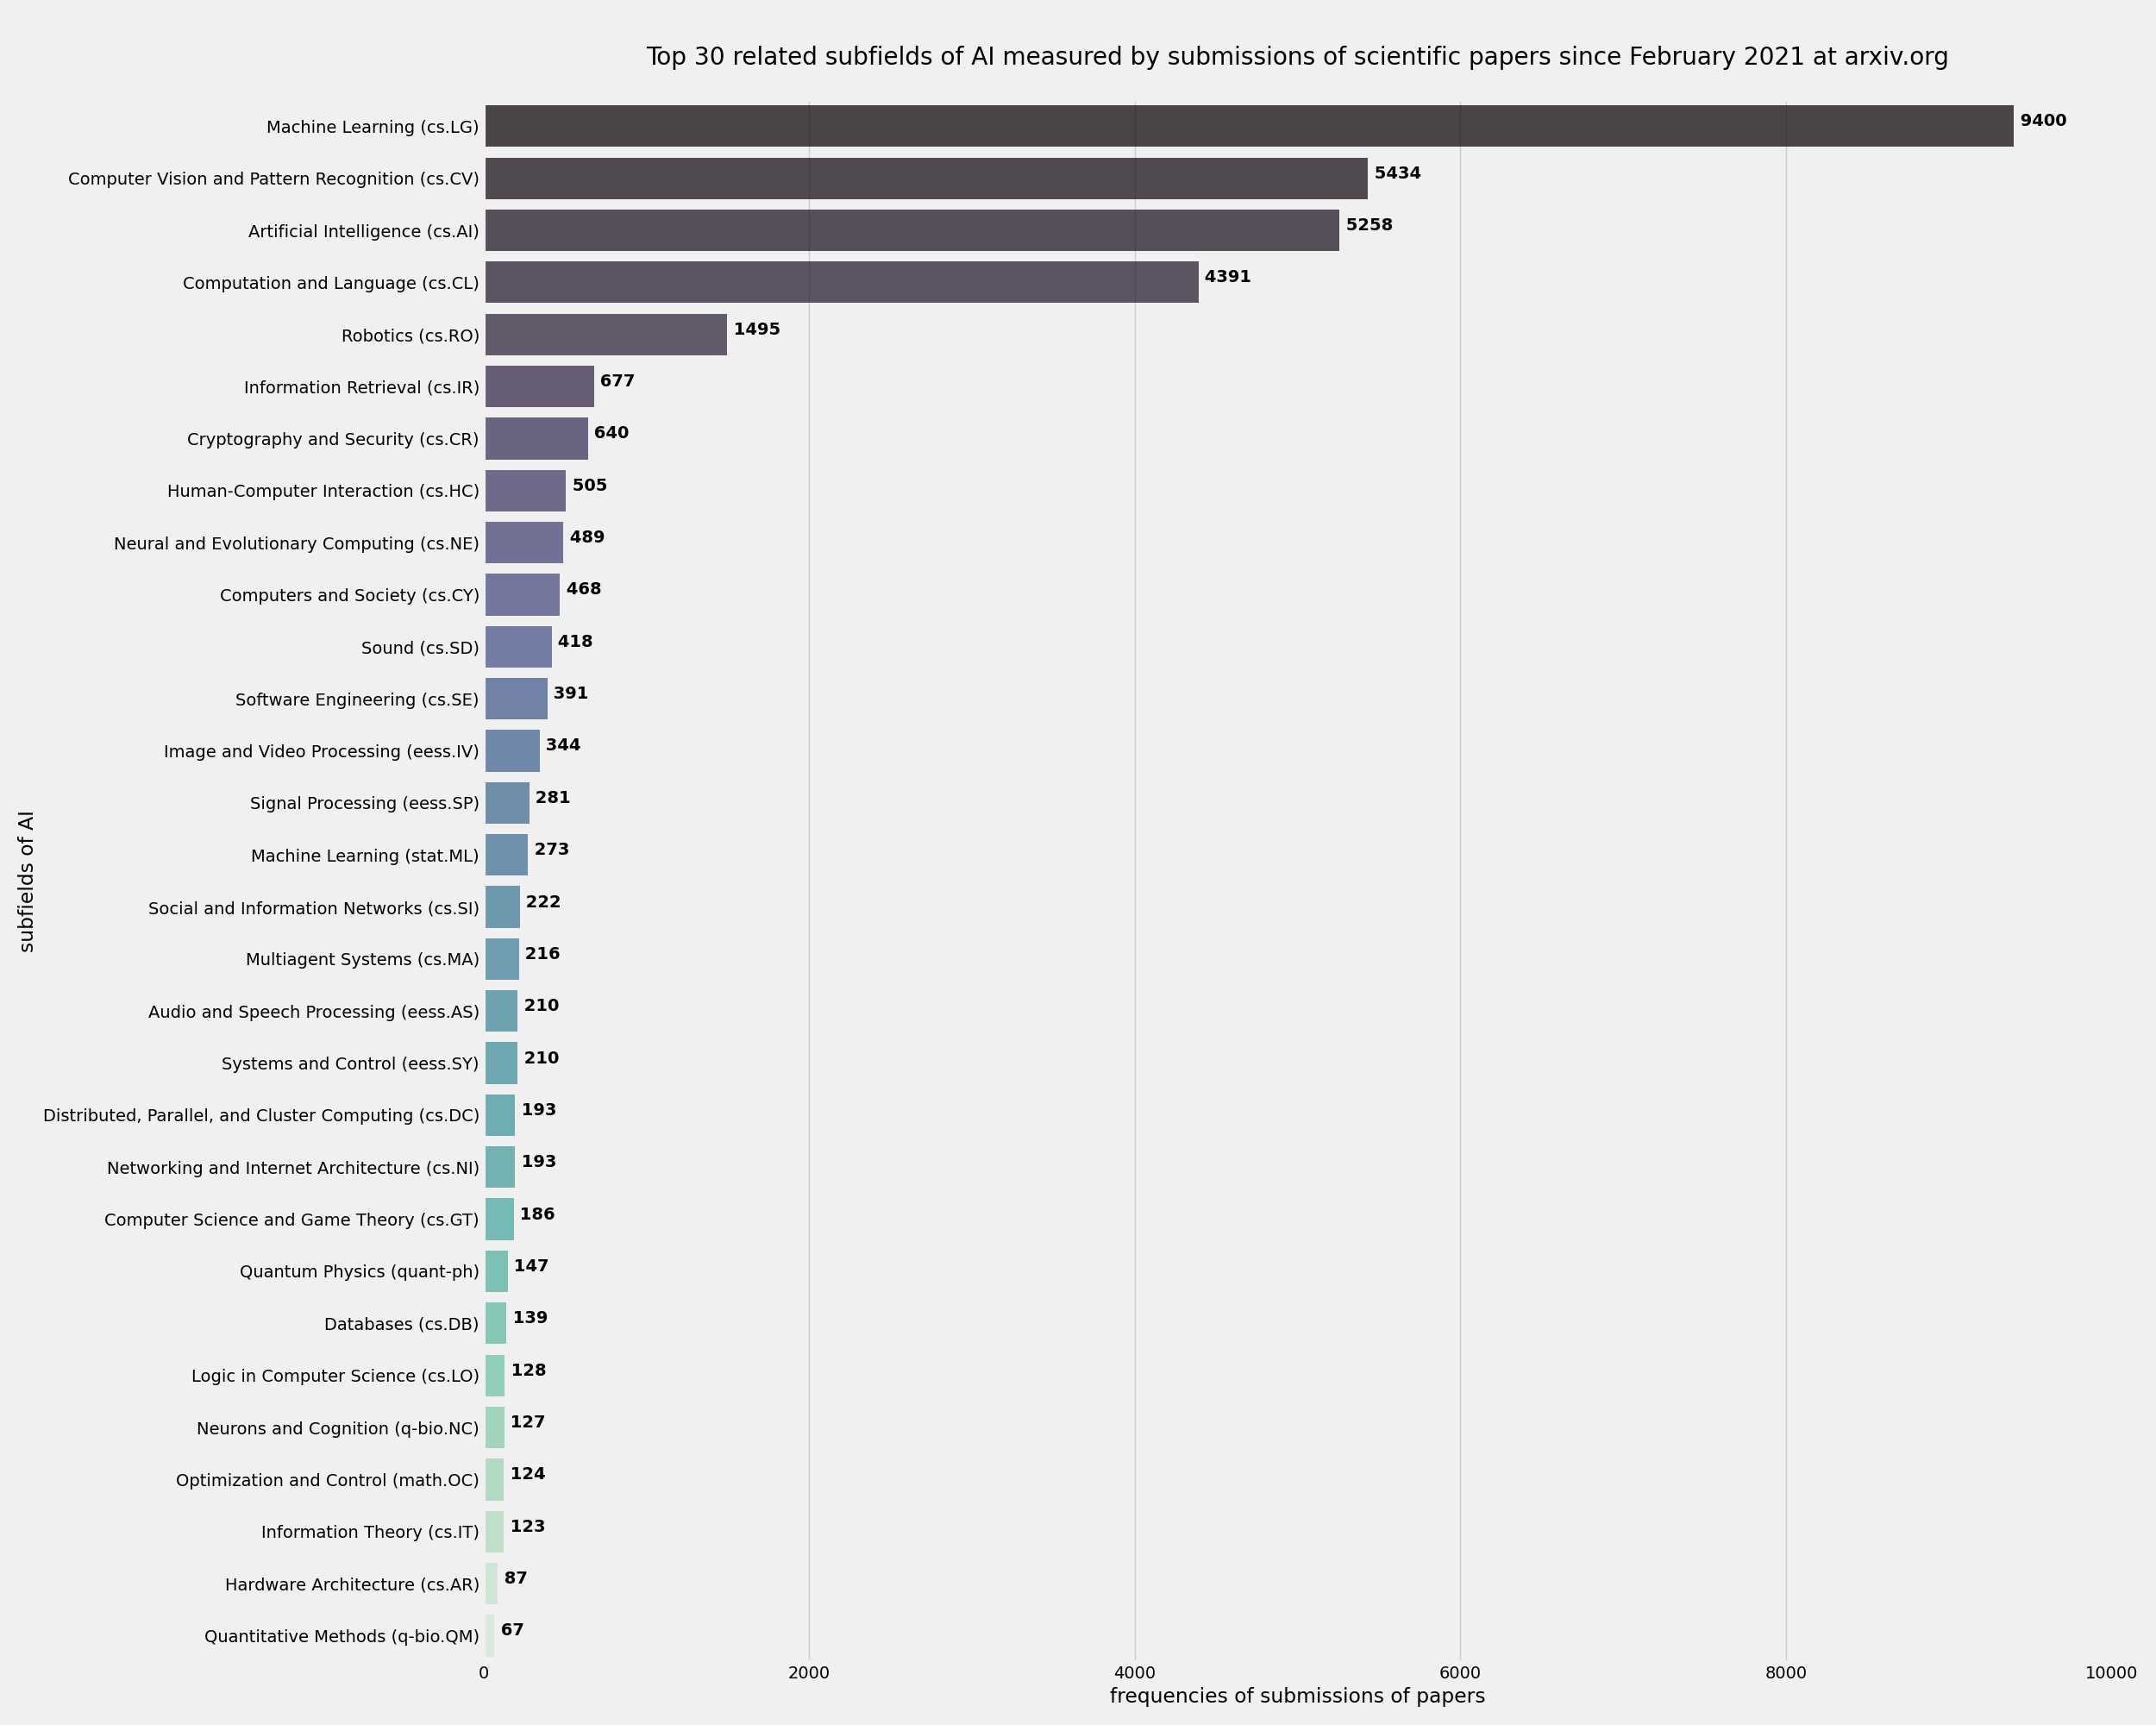 Top 30 related subfields of AI measured by submissions of scientific papers since February 2021 at arxiv.org
Machine Learning (cs.LG) 9400
Computer Vision and Pattern Recognition (cs.CV) 5434
Artificial Intelligence (cs.AI) 5258
Computation and Language (cs.CL) 4391
Robotics (cs.RO) 1495
Information Retrieval (cs.IR) 677
Cryptography and Security (cs.CR) 640
Human-Computer Interaction (cs.HC) 505
Neural and Evolutionary Computing (cs.NE) 489
Computers and Society (cs.CY) 468
Sound (cs.SD) 418
Software Engineering (cs.SE) 391
Image and Video Processing (eess.IV) 344
Signal Processing (eess.SP) 281
Machine Learning (stat.ML) 273
Social and Information Networks (cs.SI) 222
Multiagent Systems (cs.MA) 216
Audio and Speech Processing (eess.AS) 210
Systems and Control (eess.SY) 210
Distributed, Parallel, and Cluster Computing (cs.DC) 193
Networking and Internet Architecture (cs.NI) 193
Computer Science and Game Theory (cs.GT) 186
Quantum Physics (quant-ph) 147
Databases (cs.DB) 139
Logic in Computer Science (cs.LO) 128
Neurons and Cognition (q-bio.NC) 127
Optimization and Control (math.OC) 124
Information Theory (cs.IT) 123
Hardware Architecture (cs.AR) 87
Quantitative Methods (q-bio.QM) 67
subfields of AI
0 2000 4000 6000 8000 10000
frequencies of submissions of papers